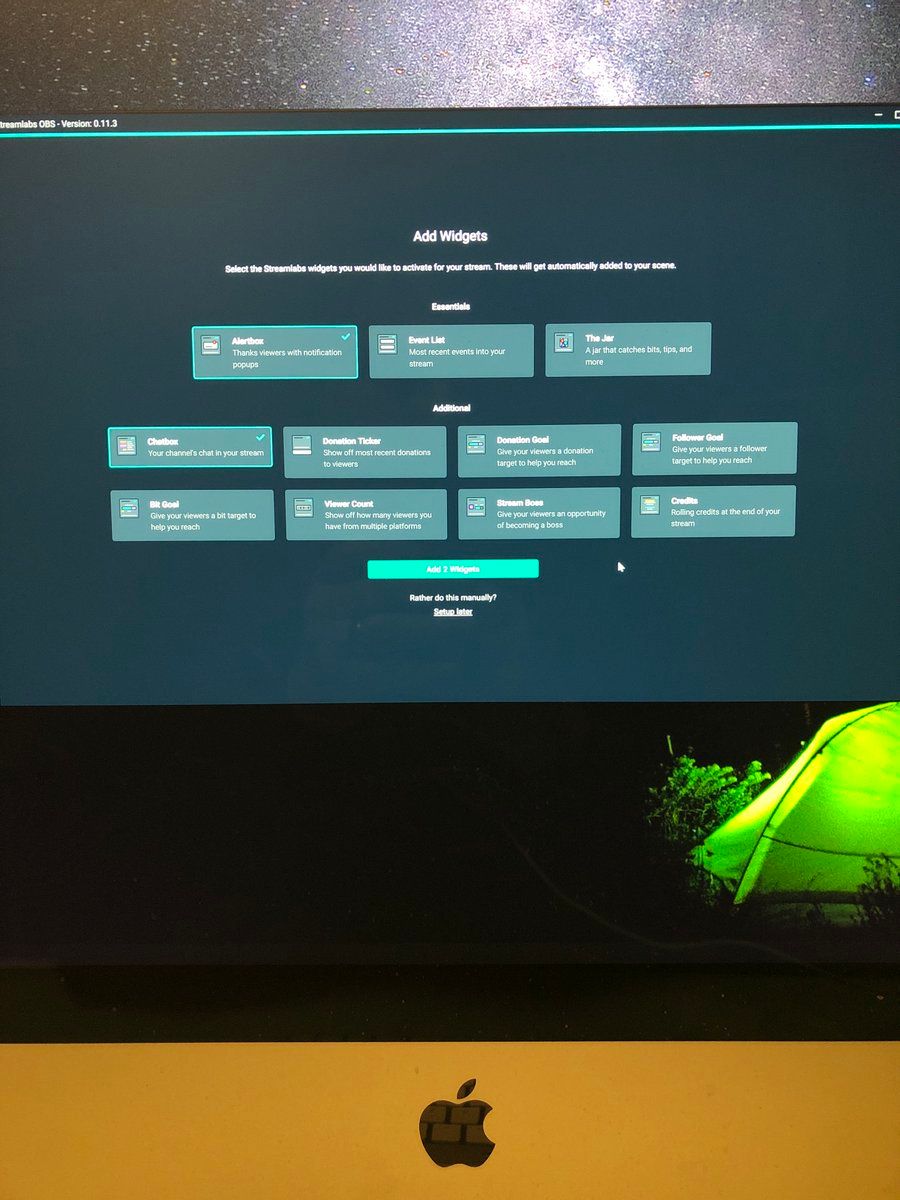 treamlabs OBS - Version: 0.11.3
Add Widgets
Select the Streamlabs widgets you would like to activate for your stream. These will get automatically added to your scene.
Essentials
Alertbox
Thanks viewers with notification
popups
Event List
Most recent events into your
stream
The Jar
A jar that catches bits, tips, and
more
Additional
Chatbox
Your channel's chat in your stream
Donation Ticker
Show off most recent donations
to viewers
Donation Goal
Give your viewers a donation
target to help you reach
Follower Goal
Give your viewers a follower
target to help you reach
Bit Goal
Give your viewers a bit target to
help you reach
Viewer Count
Show off how many viewers you
have from multiple platforms
Stream Boss
Give your viewers an opportunity
of becoming a boss
Credits
Rolling credits at the end of your
stream
Add 2 Widgets
Rather do this manually?
Setup later